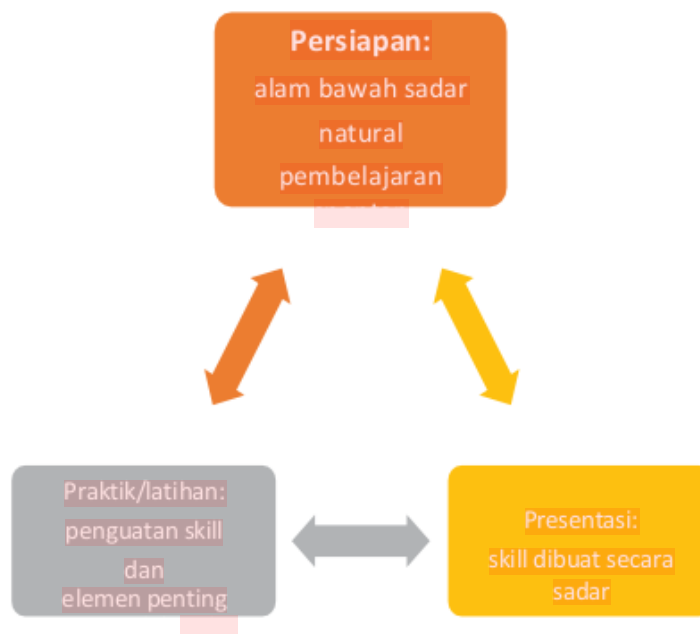 Persiapan:
alam bawah sadar
natural
pembelajaran
Praktik/latihan:
penguatan skill
dan
elemen penting
Presentasi:
skill dibuat secara
sadar